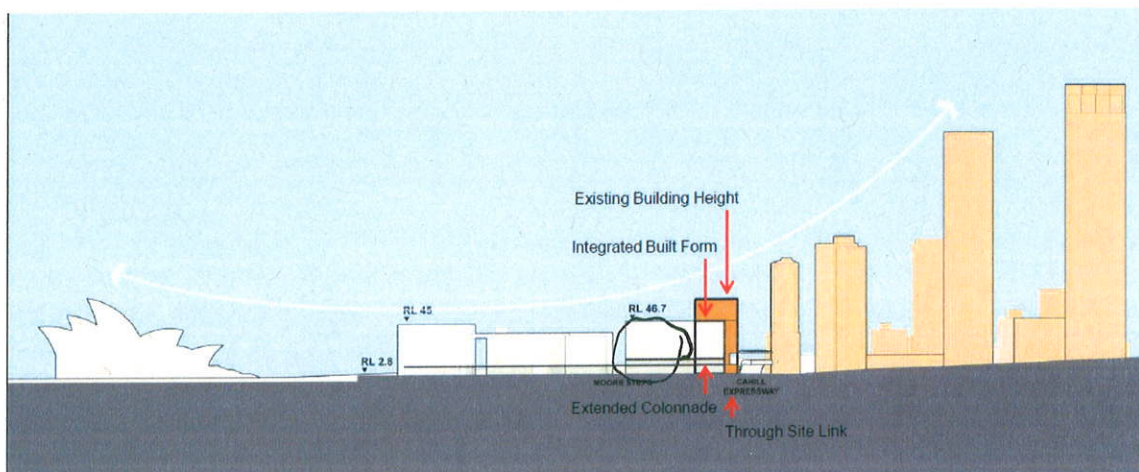 Existing Building Height
Integrated Built Form
RL 45
RL 46.7
RL 2.8
MOORE STEPS
CAHILL
EXPRESSWAY
Extended Colonnade
Through Site Link